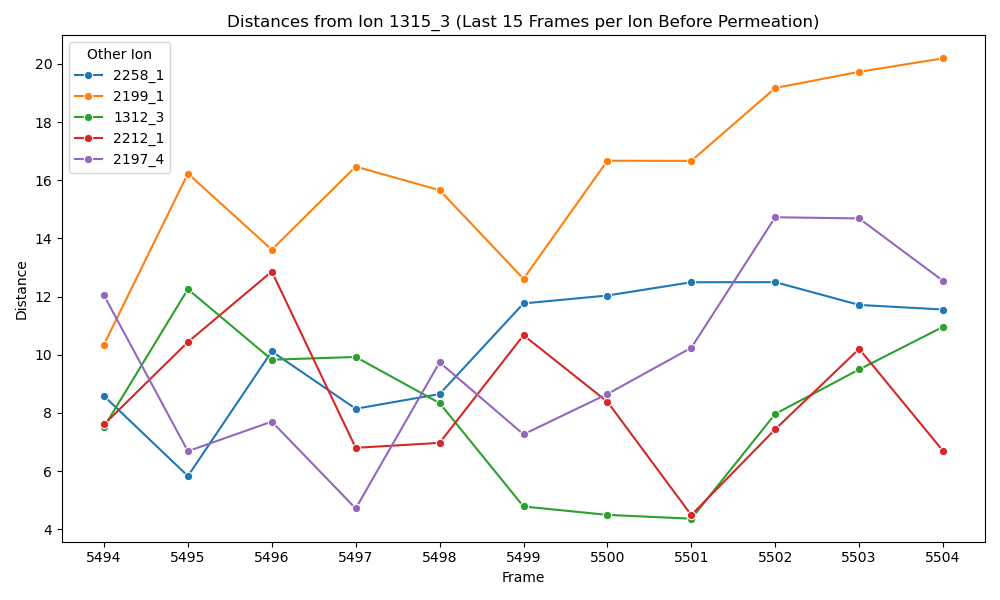 Distances from Ion 1315_3 (Last 15 Frames per Ion Before Permeation)
Other Ion
2258_1
2199_1
1312_3
2212_1
2197_4
Distance
20
18
16
14
12
10
8
6
4
5494 5495 5496 5497 5498 5499 5500 5501 5502 5503 5504
Frame